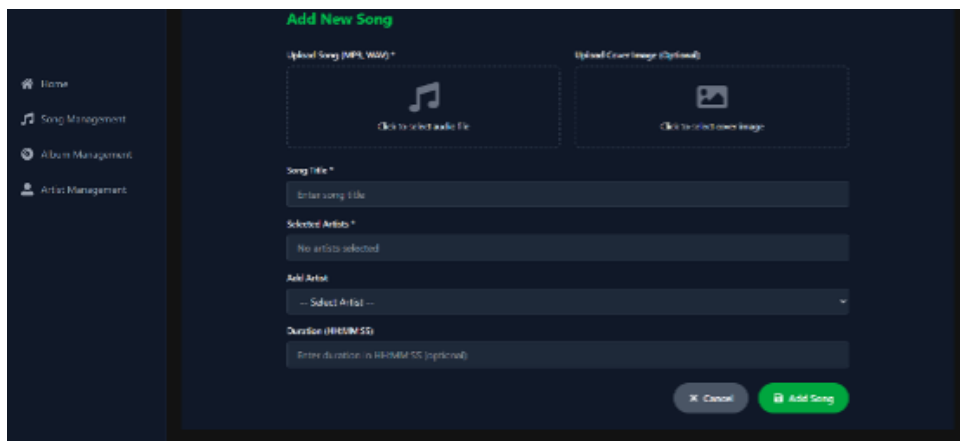 Add New Song
Upload Song (MP3, WAV) *
Upload Cover Image (Optional)
Home
Click to select audio file
Click to select cover image
Song Management
Album Management
Song Title *
Artist Management
Enter song title
Selected Artists *
No artists selected
Add Artist
-- Select Artist --
Duration (HH:MM:SS)
Enter duration in HH:MM:SS (optional)
Cancel
Add Song